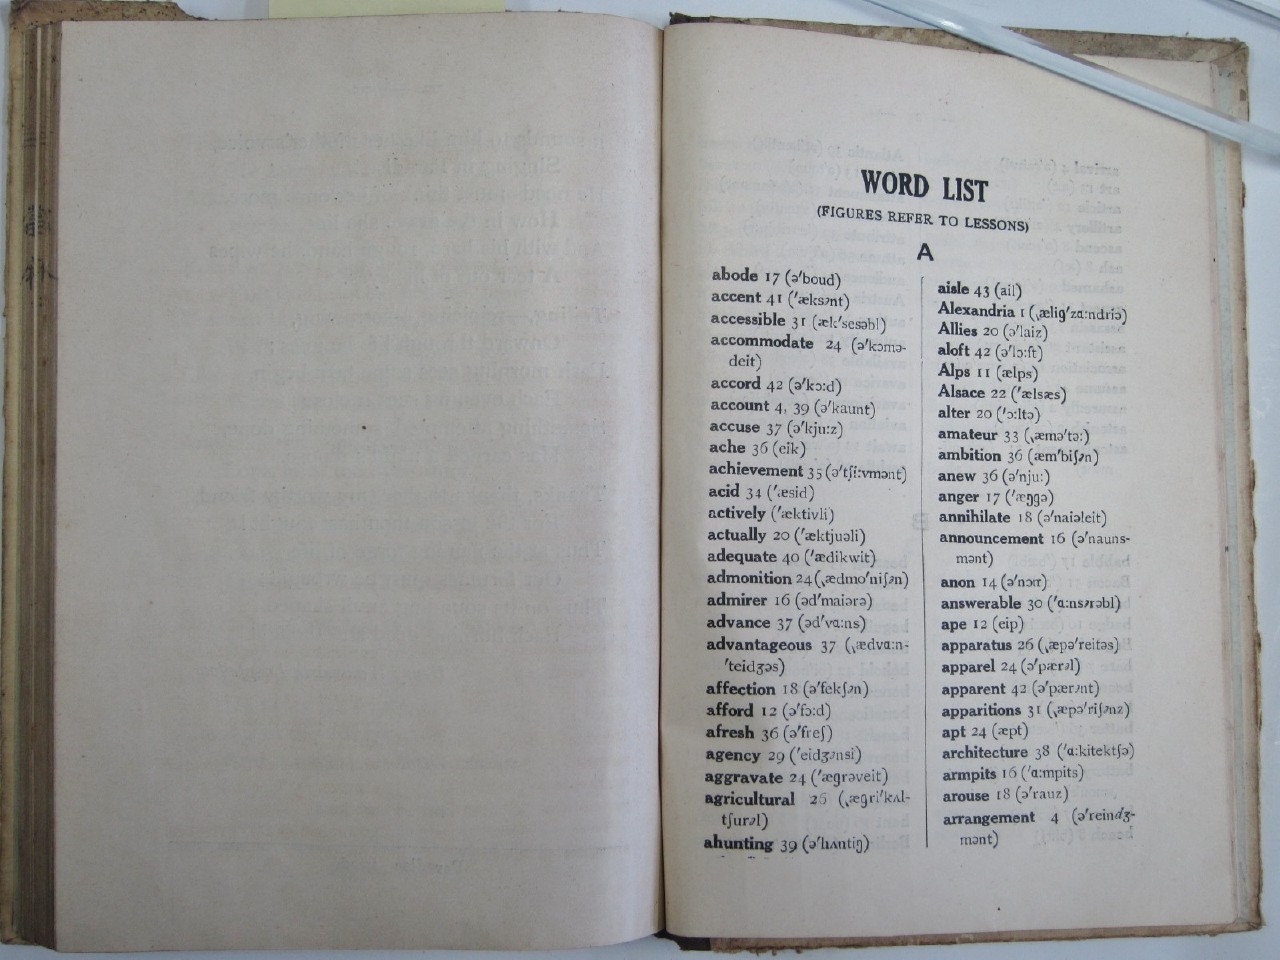 WORD LIST
(FIGURES REFER TO LESSONS)
A
abode 17 (ə'boud)
accent 41 ('æksənt)
accessible 31 (æk'sesəbl)
accommodate 24 (ə'kɔmə-
deit)
accord 42 (ə'kɔ:d)
account 4, 39 (ə'kaunt)
accuse 37 (ə'kju:z)
ache 36 (eik)
achievement 35 (ə'tʃi:vmənt)
acid 34 ('æsid)
actively ('æktivli)
actually 20 ('æktjuəli)
adequate 40 ('ædikwit)
admonition 24 (ˌædmo'niʃən)
admirer 16 (əd'maiərə)
advance 37 (əd'vɑ:ns)
advantageous 37 (ˌædvɑ:n-
'teidʒəs)
affection 18 (ə'fekʃən)
afford 12 (ə'fɔ:d)
afresh 36 (ə'freʃ)
agency 29 ('eidʒənsi)
aggravate 24 ('ægrəveit)
agricultural 26 (ˌægri'kʌl-
tʃurəl)
ahunting 39 (ə'hʌntiŋ)
aisle 43 (ail)
Alexandria 1 (ˌælig'zɑ:ndriə)
Allies 20 (ə'laiz)
aloft 42 (ə'lɔ:ft)
Alps 11 (ælps)
Alsace 22 ('ælsæs)
alter 20 ('ɔ:ltə)
amateur 33 (ˌæmə'tə:)
ambition 36 (æm'biʃən)
anew 36 (ə'nju:)
anger 17 ('æŋgə)
annihilate 18 (ə'naiəleit)
announcement 16 (ə'nauns-
mənt)
anon 14 (ə'nɔn)
answerable 30 ('ɑ:nsərəbl)
ape 12 (eip)
apparatus 26 (ˌæpə'reitəs)
apparel 24 (ə'pærəl)
apparent 42 (ə'pærənt)
apparitions 31 (ˌæpə'riʃənz)
apt 24 (æpt)
architecture 38 ('ɑ:kitektʃə)
armpits 16 ('ɑ:mpits)
arouse 18 (ə'rauz)
arrangement 4 (ə'reindʒ-
mənt)